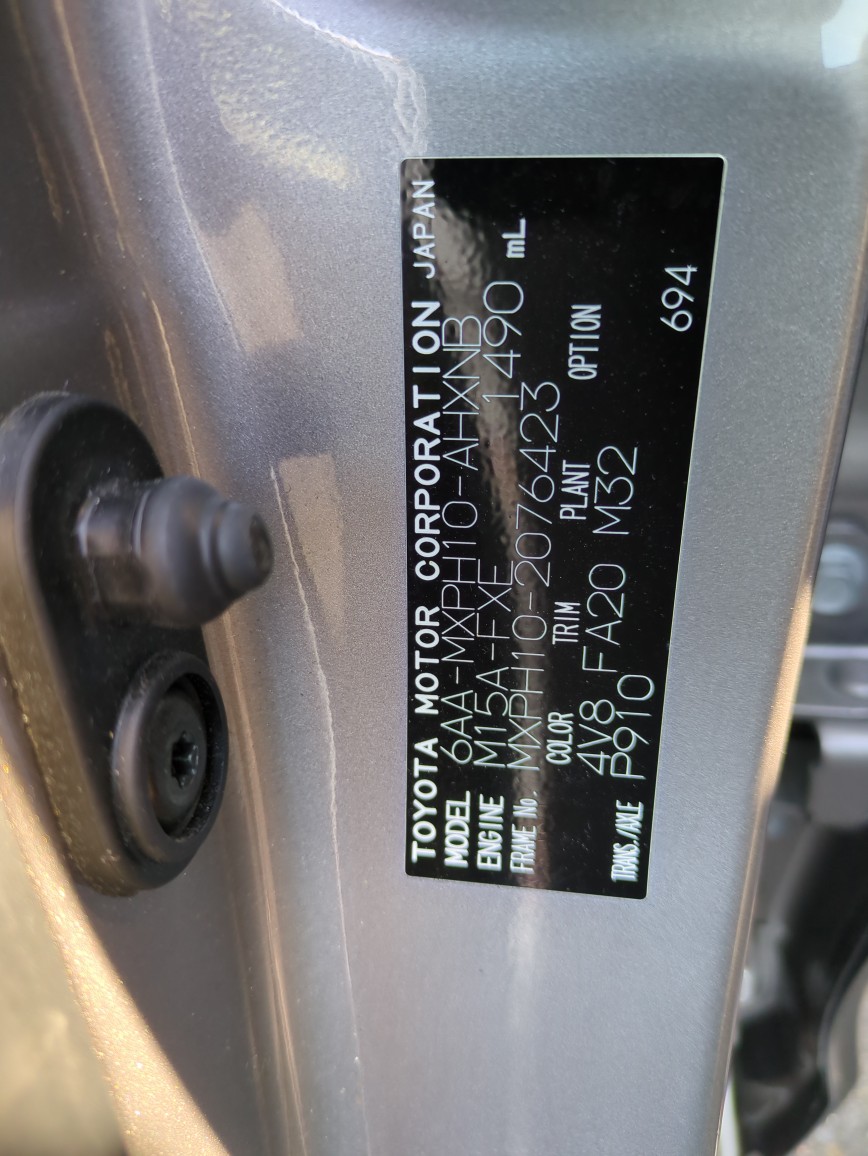 TOYOTA MOTOR CORPORATION JAPAN
MODEL 6AA-MXPH10-AHXNB
ENGINE M15A-FXE 1490 mL
FRAME No. MXPH10-2076423
COLOR TRIM PLANT OPTION
4V8 FA20 M32
TRANS./AXLE P910 694